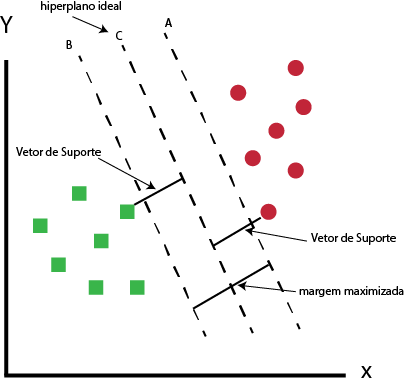 hiperplano ideal
Y
A
C
B
Vetor de Suporte
Vetor de Suporte
margem maximizada
x